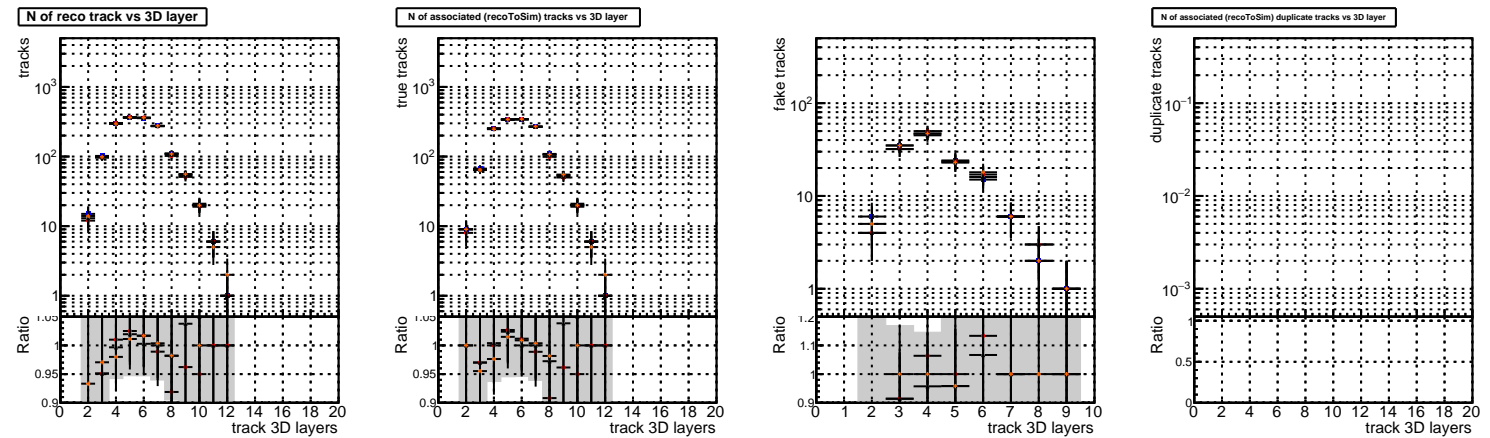 N of reco track vs 3D layer
tracks
10³
10²
10
1
Ratio
1.05
1
0.95
0.9
0 2 4 6 8 10 12 14 16 18 20
track 3D layers
N of associated (recoToSim) tracks vs 3D layer
true tracks
10³
10²
10
1
Ratio
1.05
1
0.95
0.9
0 2 4 6 8 10 12 14 16 18 20
track 3D layers
fake tracks
10²
10
1
Ratio
1.2
1.1
1
0.9
0 1 2 3 4 5 6 7 8 9 10
track 3D layers
N of associated (recoToSim) duplicate tracks vs 3D layer
duplicate tracks
10⁻¹
10⁻²
10⁻³
Ratio
1
0.5
0
0 2 4 6 8 10 12 14 16 18 20
track 3D layers